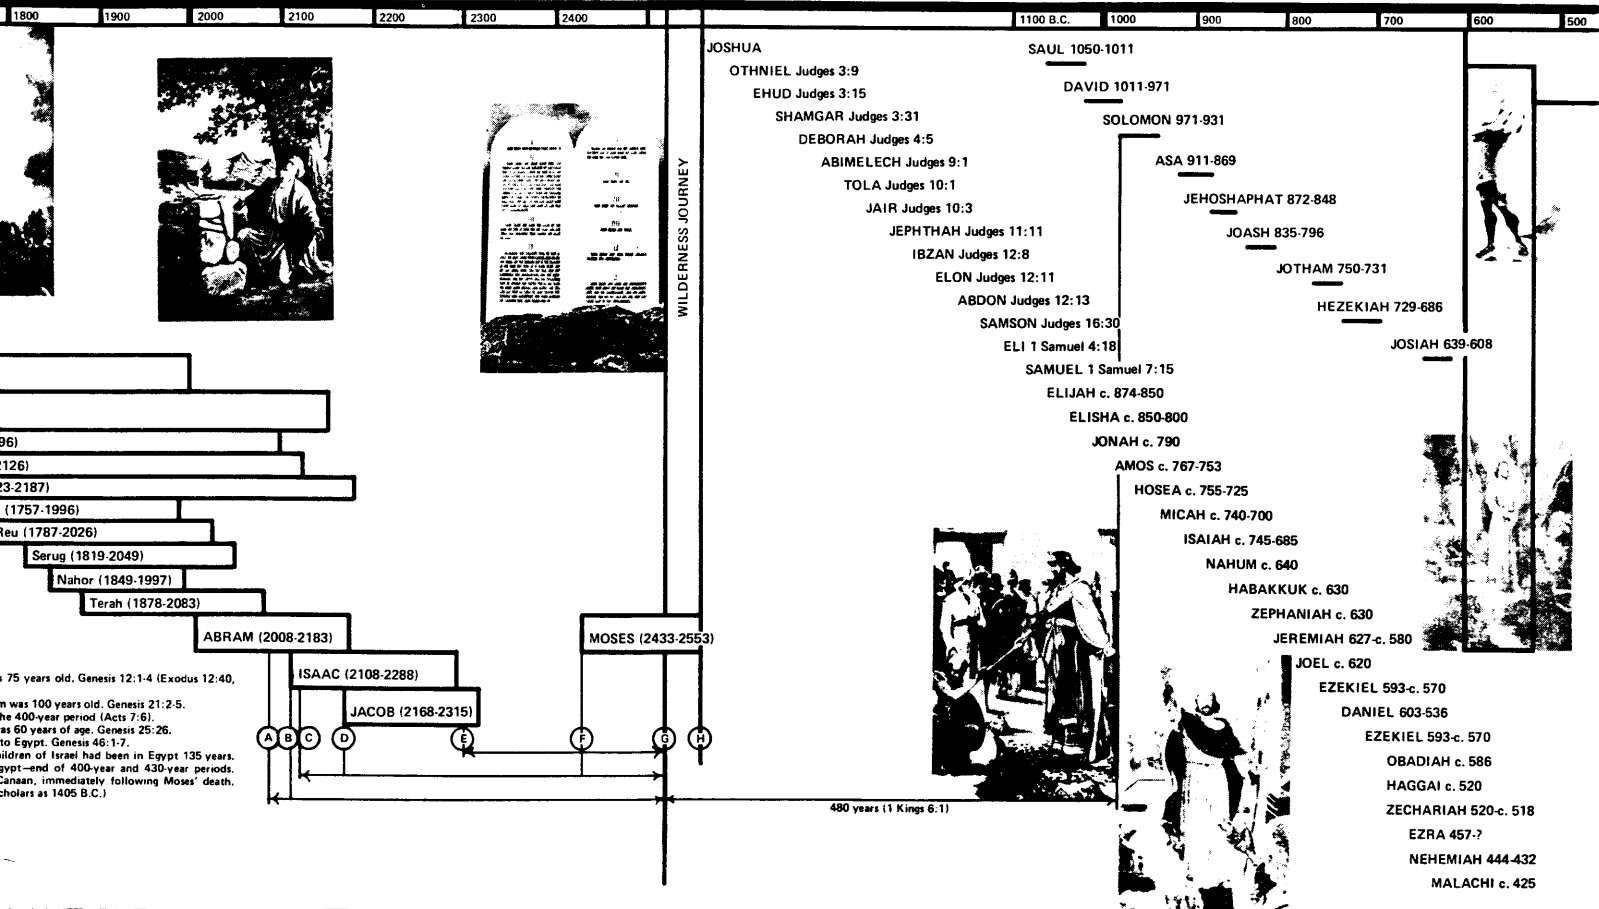 1800 1900 2000 2100 2200 2300 2400 1100 B.C. 1000 900 800 700 600 500
JOSHUA
OTHNIEL Judges 3:9
EHUD Judges 3:15
SHAMGAR Judges 3:31
DEBORAH Judges 4:5
ABIMELECH Judges 9:1
TOLA Judges 10:1
JAIR Judges 10:3
JEPHTHAH Judges 11:11
IBZAN Judges 12:8
ELON Judges 12:11
ABDON Judges 12:13
SAMSON Judges 16:30
ELI 1 Samuel 4:18
SAMUEL 1 Samuel 7:15
ELIJAH c. 874-850
ELISHA c. 850-800
JONAH c. 790
AMOS c. 767-753
HOSEA c. 755-725
MICAH c. 740-700
ISAIAH c. 745-685
NAHUM c. 640
HABAKKUK c. 630
ZEPHANIAH c. 630
JEREMIAH 627-c. 580
JOEL c. 620
EZEKIEL 593-c. 570
DANIEL 603-536
EZEKIEL 593-c. 570
OBADIAH c. 586
HAGGAI c. 520
ZECHARIAH 520-c. 518
EZRA 457-?
NEHEMIAH 444-432
MALACHI c. 425
SAUL 1050-1011
DAVID 1011-971
SOLOMON 971-931
ASA 911-869
JEHOSHAPHAT 872-848
JOASH 835-796
JOTHAM 750-731
HEZEKIAH 729-686
JOSIAH 639-608
WILDERNESS JOURNEY
96)
2126)
23-2187)
(1757-1996)
Reu (1787-2026)
Serug (1819-2049)
Nahor (1849-1997)
Terah (1878-2083)
ABRAM (2008-2183)
MOSES (2433-2553)
ISAAC (2108-2288)
JACOB (2168-2315)
s 75 years old. Genesis 12:1-4 (Exodus 12:40,
m was 100 years old. Genesis 21:2-5.
he 400-year period (Acts 7:6).
as 60 years of age. Genesis 25:26.
to Egypt. Genesis 46:1-7.
ildren of Israel had been in Egypt 135 years.
gypt—end of 400-year and 430-year periods.
Canaan, immediately following Moses' death.
cholars as 1405 B.C.)
A B C D E F G H
480 years (1 Kings 6:1)